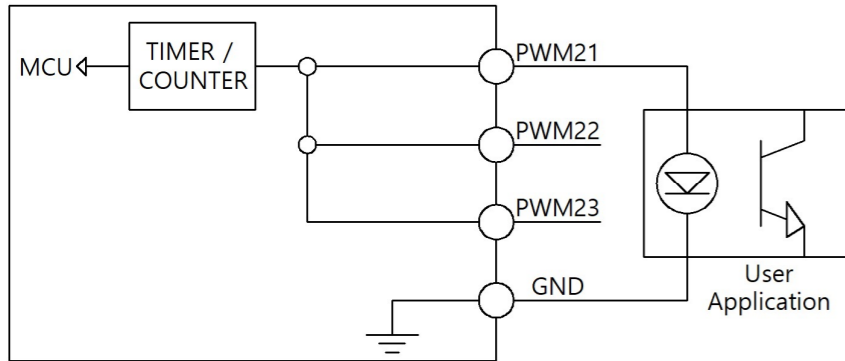 MCU
TIMER /
COUNTER
PWM21
PWM22
PWM23
GND
User
Application